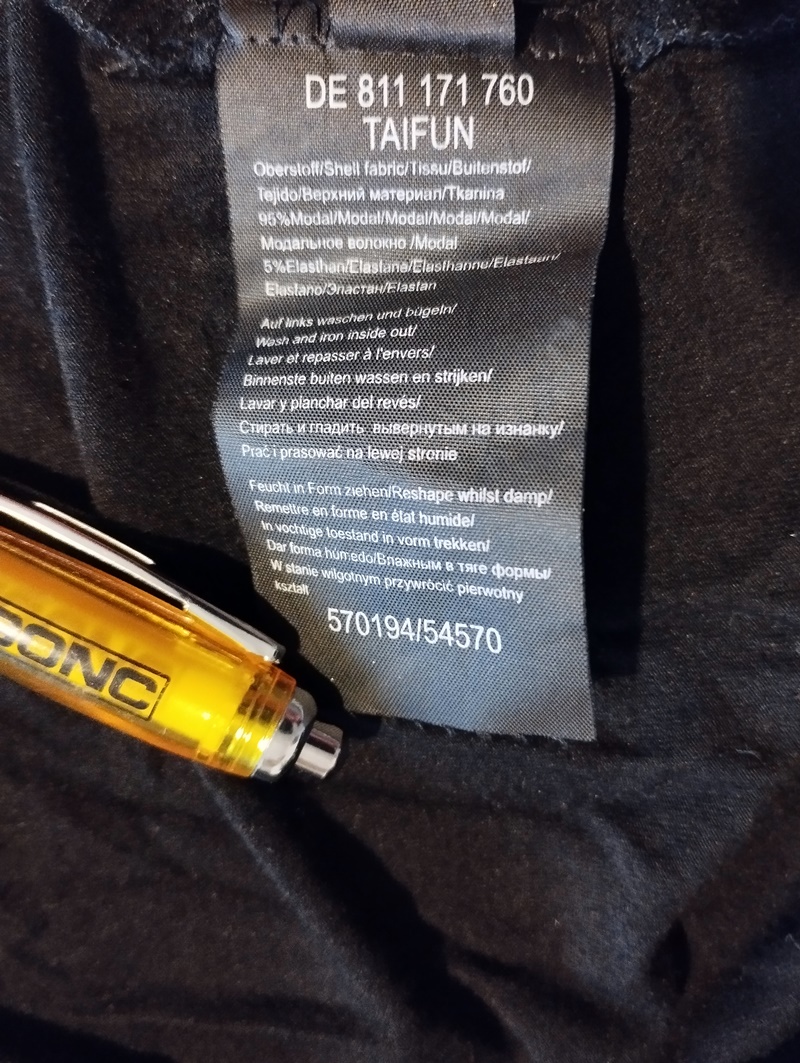 DE 811 171 760
TAIFUN
Oberstoff/Shell fabric/Tissu/Buitenstof/
Tejido/Верхний материал/Tkanina
95%Modal/Modal/Modal/Modal/Modal/
Модальное волокно /Modal
5%Elasthan/Elastane/Elasthanne/Elastaan/
Elastano/Эластан/Elastan
Auf links waschen und bügeln/
Wash and iron inside out/
Laver et repasser à l'envers/
Binnenste buiten wassen en strijken/
Lavar y planchar del revés/
Стирать и гладить вывернутым на изнанку/
Prać i prasować na lewej stronie
Feucht in Form ziehen/Reshape whilst damp/
Remettre en forme en état humide/
In vochtige toestand in vorm trekken/
Dar forma húmedo/Влажным в тяге формы/
W stanie wilgotnym przywrócić pierwotny
kształt
570194/54570
ONC